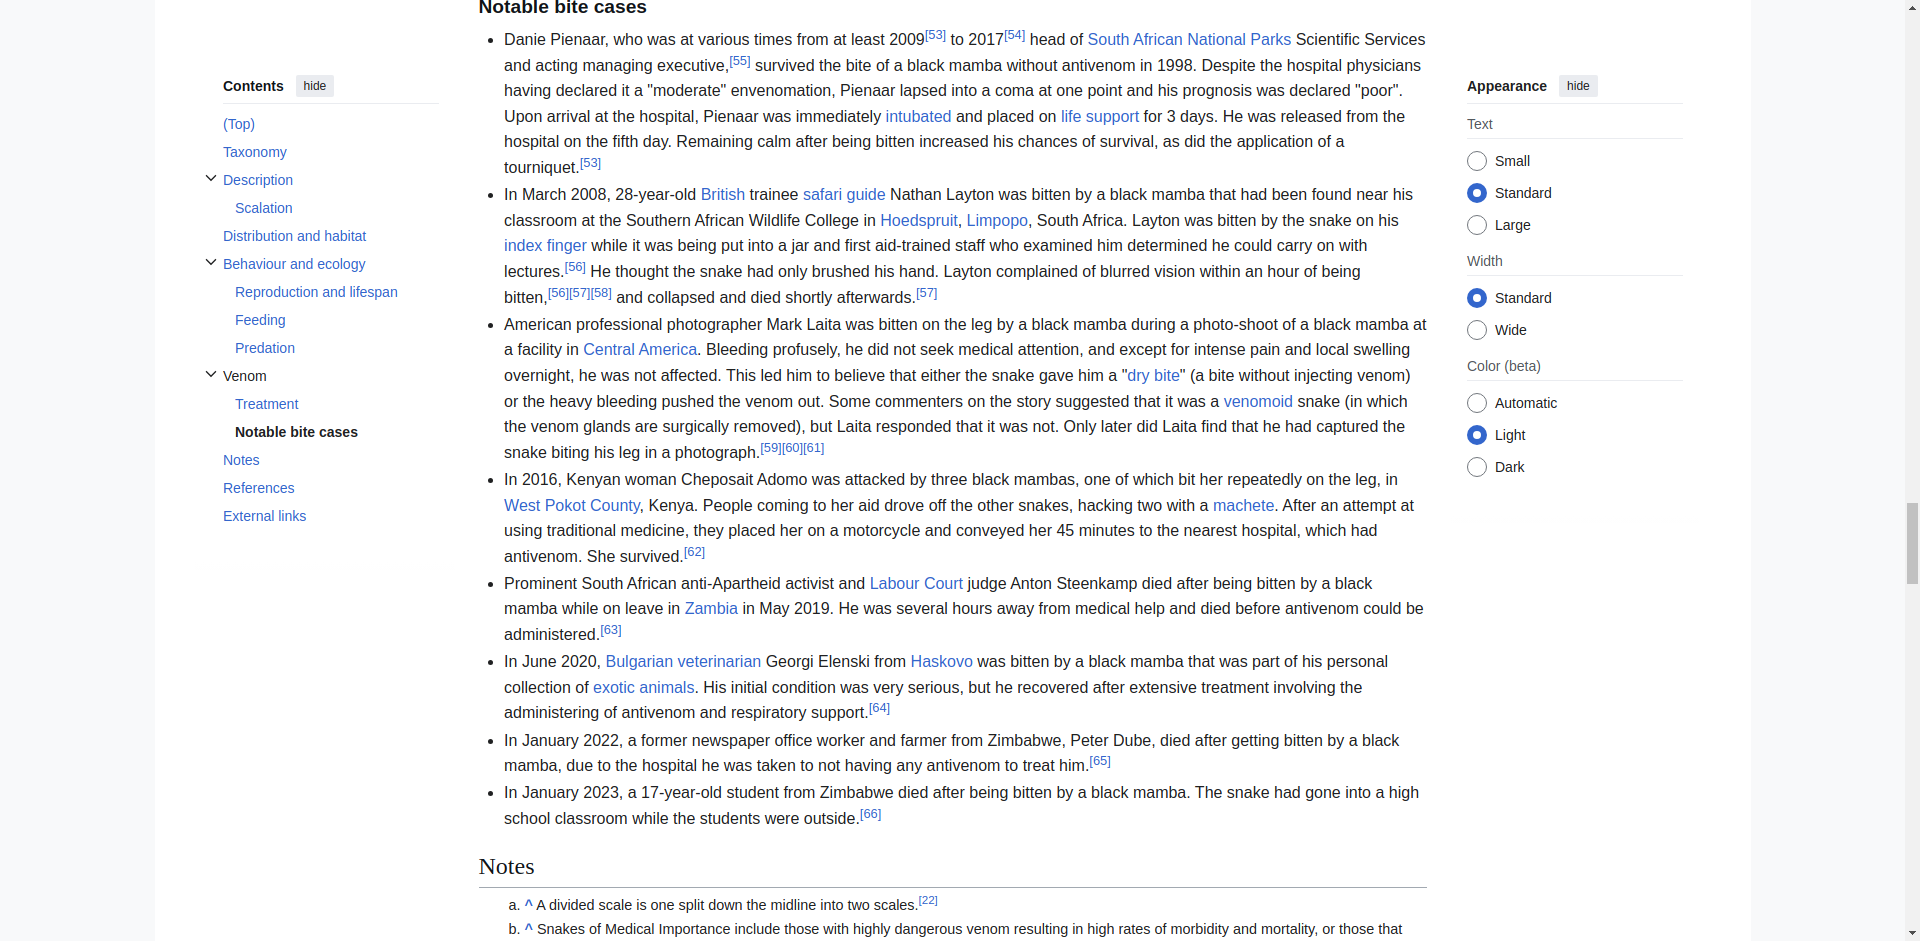 Notable bite cases
Contents hide
(Top)
Taxonomy
Description
Scalation
Distribution and habitat
Behaviour and ecology
Reproduction and lifespan
Feeding
Predation
Venom
Treatment
Notable bite cases
Notes
References
External links
• Danie Pienaar, who was at various times from at least 2009[53] to 2017[54] head of South African National Parks Scientific Services
and acting managing executive,[55] survived the bite of a black mamba without antivenom in 1998. Despite the hospital physicians
having declared it a "moderate" envenomation, Pienaar lapsed into a coma at one point and his prognosis was declared "poor".
Upon arrival at the hospital, Pienaar was immediately intubated and placed on life support for 3 days. He was released from the
hospital on the fifth day. Remaining calm after being bitten increased his chances of survival, as did the application of a
tourniquet.[53]
• In March 2008, 28-year-old British trainee safari guide Nathan Layton was bitten by a black mamba that had been found near his
classroom at the Southern African Wildlife College in Hoedspruit, Limpopo, South Africa. Layton was bitten by the snake on his
index finger while it was being put into a jar and first aid-trained staff who examined him determined he could carry on with
lectures.[56] He thought the snake had only brushed his hand. Layton complained of blurred vision within an hour of being
bitten,[56][57][58] and collapsed and died shortly afterwards.[57]
• American professional photographer Mark Laita was bitten on the leg by a black mamba during a photo-shoot of a black mamba at
a facility in Central America. Bleeding profusely, he did not seek medical attention, and except for intense pain and local swelling
overnight, he was not affected. This led him to believe that either the snake gave him a "dry bite" (a bite without injecting venom)
or the heavy bleeding pushed the venom out. Some commenters on the story suggested that it was a venomoid snake (in which
the venom glands are surgically removed), but Laita responded that it was not. Only later did Laita find that he had captured the
snake biting his leg in a photograph.[59][60][61]
• In 2016, Kenyan woman Cheposait Adomo was attacked by three black mambas, one of which bit her repeatedly on the leg, in
West Pokot County, Kenya. People coming to her aid drove off the other snakes, hacking two with a machete. After an attempt at
using traditional medicine, they placed her on a motorcycle and conveyed her 45 minutes to the nearest hospital, which had
antivenom. She survived.[62]
• Prominent South African anti-Apartheid activist and Labour Court judge Anton Steenkamp died after being bitten by a black
mamba while on leave in Zambia in May 2019. He was several hours away from medical help and died before antivenom could be
administered.[63]
• In June 2020, Bulgarian veterinarian Georgi Elenski from Haskovo was bitten by a black mamba that was part of his personal
collection of exotic animals. His initial condition was very serious, but he recovered after extensive treatment involving the
administering of antivenom and respiratory support.[64]
• In January 2022, a former newspaper office worker and farmer from Zimbabwe, Peter Dube, died after getting bitten by a black
mamba, due to the hospital he was taken to not having any antivenom to treat him.[65]
• In January 2023, a 17-year-old student from Zimbabwe died after being bitten by a black mamba. The snake had gone into a high
school classroom while the students were outside.[66]
Notes
a. ^ A divided scale is one split down the midline into two scales.[22]
b. ^ Snakes of Medical Importance include those with highly dangerous venom resulting in high rates of morbidity and mortality, or those that
Appearance hide
Text
Small
Standard
Large
Width
Standard
Wide
Color (beta)
Automatic
Light
Dark